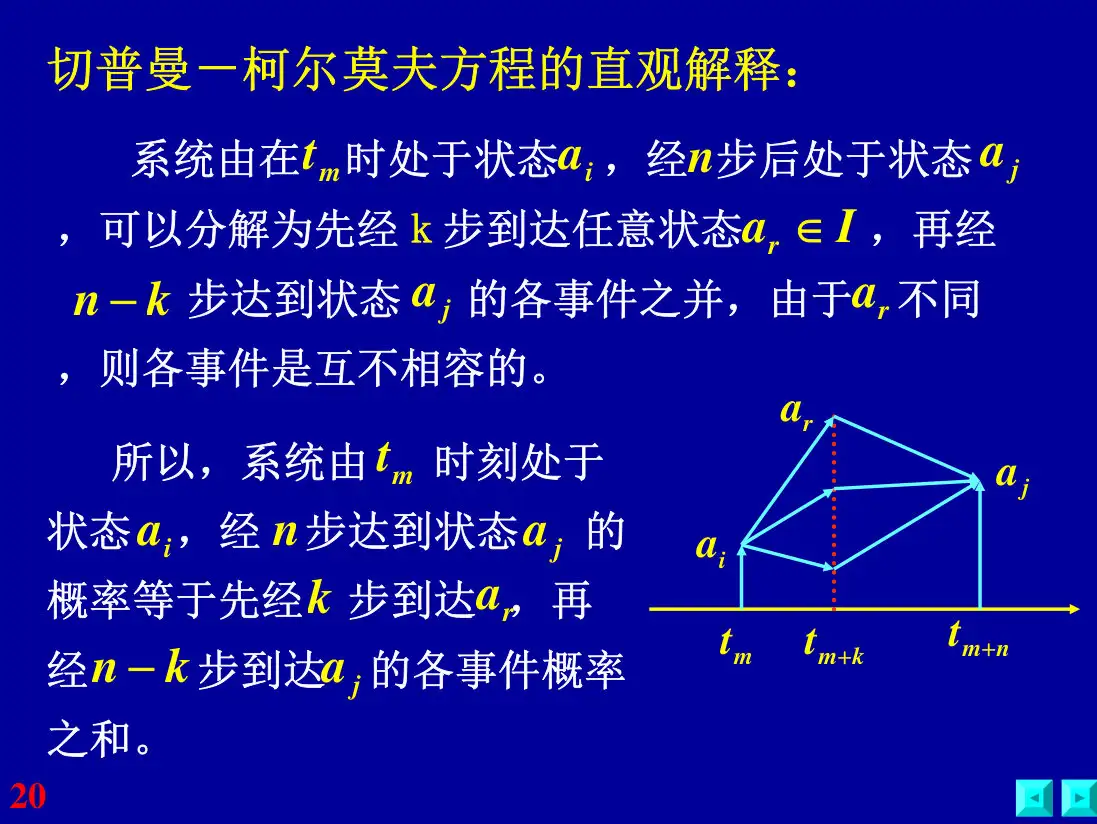 切普曼－柯尔莫夫方程的直观解释：
系统由在tₘ时处于状态aᵢ，经n步后处于状态aⱼ
，可以分解为先经 k 步到达任意状态aᵣ∈I，再经
n−k 步达到状态 aⱼ 的各事件之并，由于aᵣ不同
，则各事件是互不相容的。
所以，系统由 tₘ 时刻处于
状态aᵢ，经 n 步达到状态aⱼ 的
概率等于先经k 步到达aᵣ，再
经n−k步到达aⱼ的各事件概率
之和。
aᵣ
aⱼ
aᵢ
tₘ
tₘ₊ₖ
tₘ₊ₙ
20